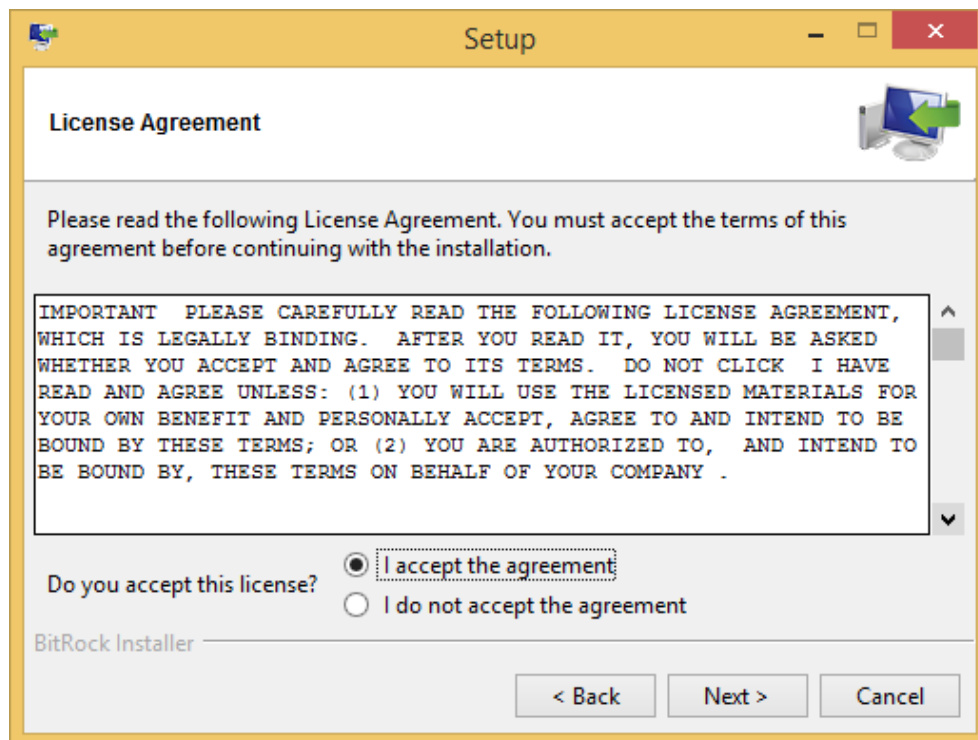 Setup
License Agreement
Please read the following License Agreement. You must accept the terms of this
agreement before continuing with the installation.
IMPORTANT  PLEASE CAREFULLY READ THE FOLLOWING LICENSE AGREEMENT,
WHICH IS LEGALLY BINDING.  AFTER YOU READ IT, YOU WILL BE ASKED
WHETHER YOU ACCEPT AND AGREE TO ITS TERMS.  DO NOT CLICK  I HAVE
READ AND AGREE UNLESS: (1) YOU WILL USE THE LICENSED MATERIALS FOR
YOUR OWN BENEFIT AND PERSONALLY ACCEPT, AGREE TO AND INTEND TO BE
BOUND BY THESE TERMS; OR (2) YOU ARE AUTHORIZED TO,  AND INTEND TO
BE BOUND BY, THESE TERMS ON BEHALF OF YOUR COMPANY .
Do you accept this license?
I accept the agreement
I do not accept the agreement
BitRock Installer
< Back
Next >
Cancel